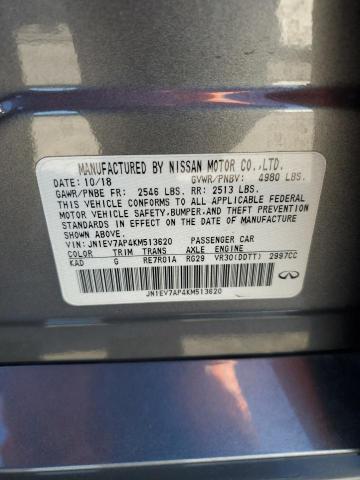 MANUFACTURED BY NISSAN MOTOR CO.,LTD.
DATE: 10/18 GVWR/PNBV: 4980 LBS.
GAWR/PNBE FR: 2546 LBS. RR: 2513 LBS.
THIS VEHICLE CONFORMS TO ALL APPLICABLE FEDERAL
MOTOR VEHICLE SAFETY,BUMPER,AND THEFT PREVENTION
STANDARDS IN EFFECT ON THE DATE OF MANUFACTURE
SHOWN ABOVE.
VIN: JN1EV7AP4KM513620 PASSENGER CAR
COLOR TRIM TRANS AXLE ENGINE
KAD G RE7R01A RG29 VR30(DDTT) 2997CC
JN1EV7AP4KM513620